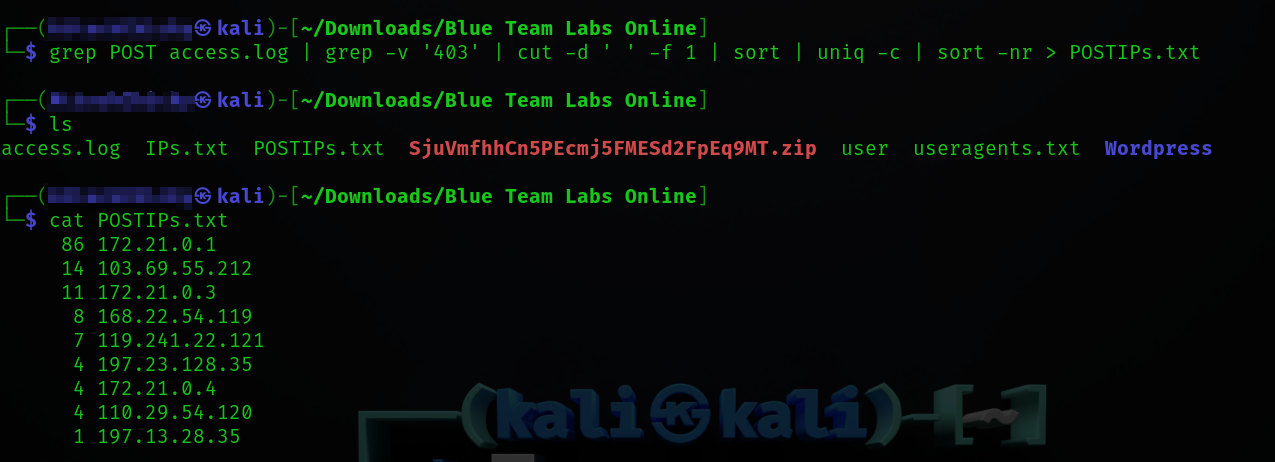 ┌──(㉿kali)-[~/Downloads/Blue Team Labs Online]
└─$ grep POST access.log | grep -v '403' | cut -d ' ' -f 1 | sort | uniq -c | sort -nr > POSTIPs.txt
┌──(㉿kali)-[~/Downloads/Blue Team Labs Online]
└─$ ls
access.log  IPs.txt  POSTIPs.txt  SjuVmfhhCn5PEcmj5FMESd2FpEq9MT.zip  user  useragents.txt  Wordpress
┌──(㉿kali)-[~/Downloads/Blue Team Labs Online]
└─$ cat POSTIPs.txt
     86 172.21.0.1
     14 103.69.55.212
     11 172.21.0.3
      8 168.22.54.119
      7 119.241.22.121
      4 197.23.128.35
      4 172.21.0.4
      4 110.29.54.120
      1 197.13.28.35
(kali㉿kali)-[~]